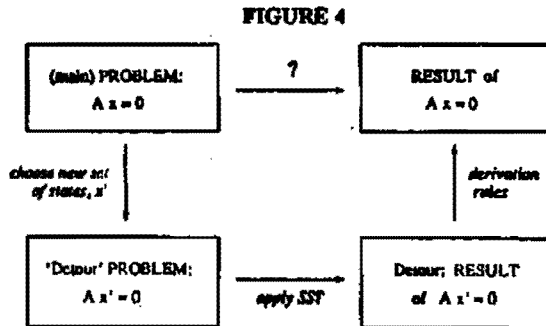 FIGURE 4
(main) PROBLEM:
A x = 0
?
RESULT of
A x = 0
choose new set
of states, x'
derivation
rules
'Detour' PROBLEM:
A x' = 0
apply SST
Detour; RESULT
of A x' = 0